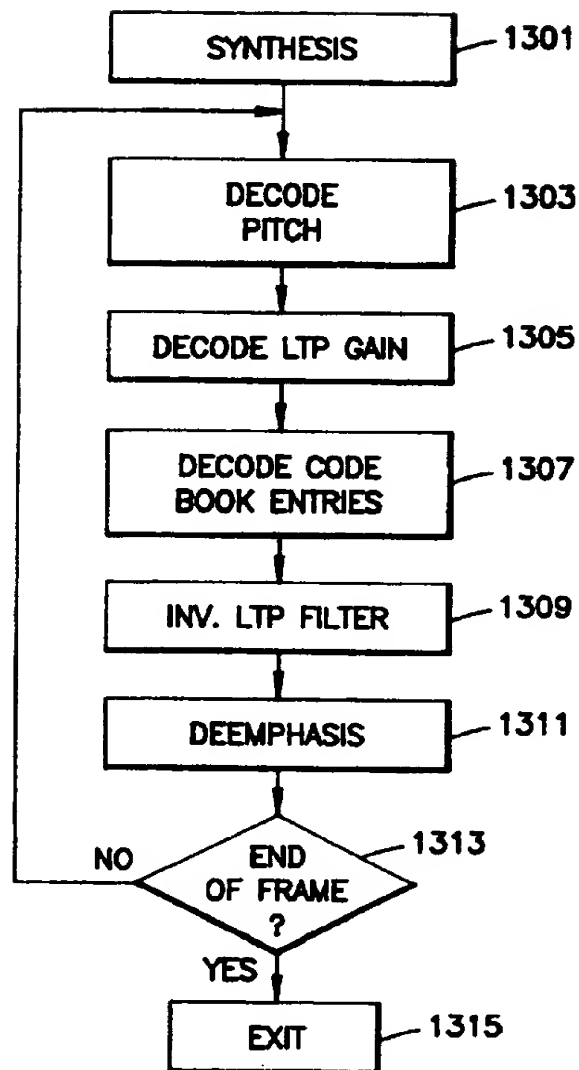 SYNTHESIS
1301
DECODE
PITCH
1303
DECODE LTP GAIN
1305
DECODE CODE
BOOK ENTRIES
1307
INV. LTP FILTER
1309
DEEMPHASIS
1311
END
OF FRAME
?
1313
NO
YES
EXIT
1315